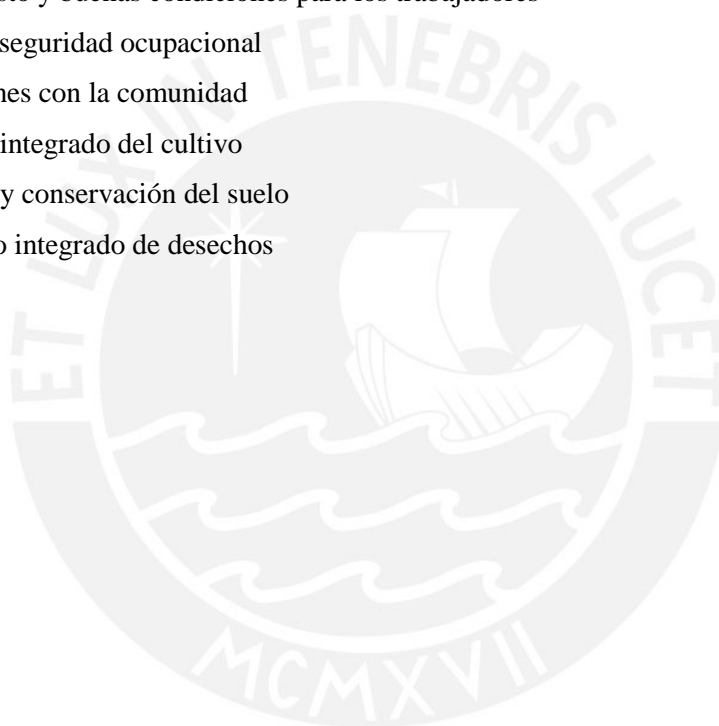 sto y buenas condiciones para los trabajadores
seguridad ocupacional
nes con la comunidad
integrado del cultivo
y conservación del suelo
o integrado de desechos
ET LUX IN TENEBRIS LUCET
MCMXVII